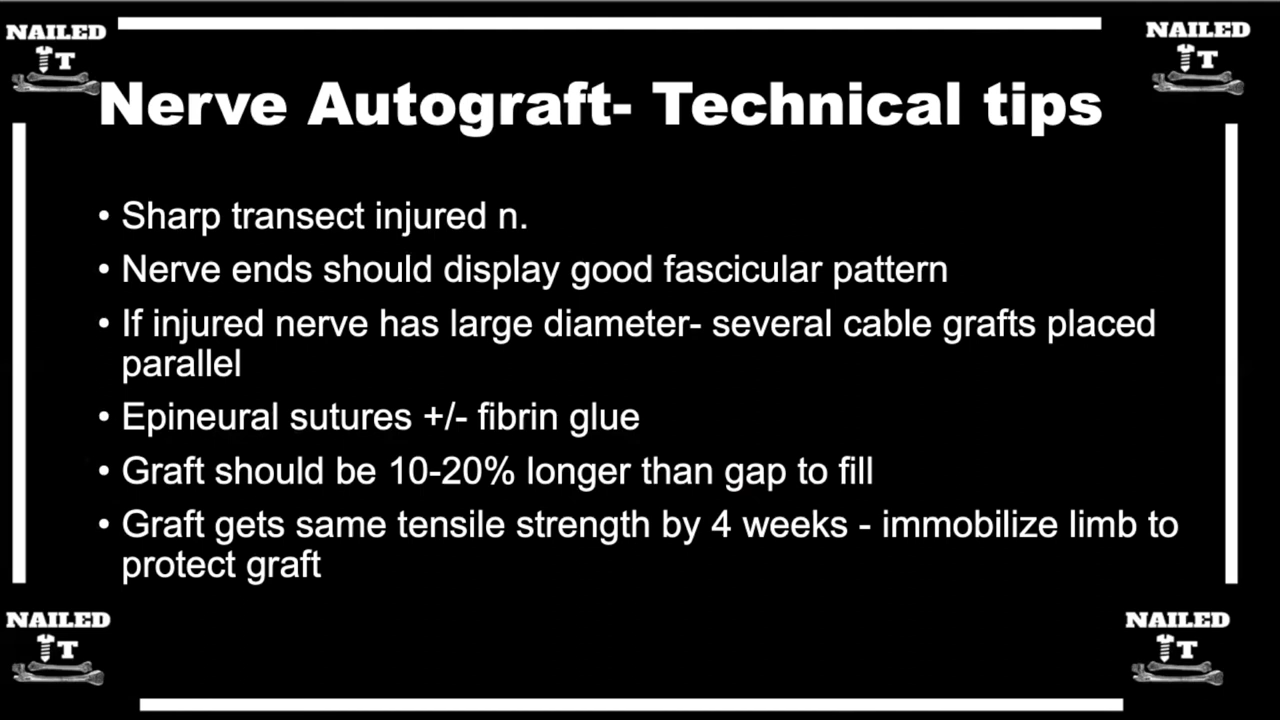 NAILED
IT
NAILED
IT
Nerve Autograft- Technical tips
• Sharp transect injured n.
• Nerve ends should display good fascicular pattern
• If injured nerve has large diameter- several cable grafts placed
parallel
• Epineural sutures +/- fibrin glue
• Graft should be 10-20% longer than gap to fill
• Graft gets same tensile strength by 4 weeks - immobilize limb to
protect graft
NAILED
IT
NAILED
IT